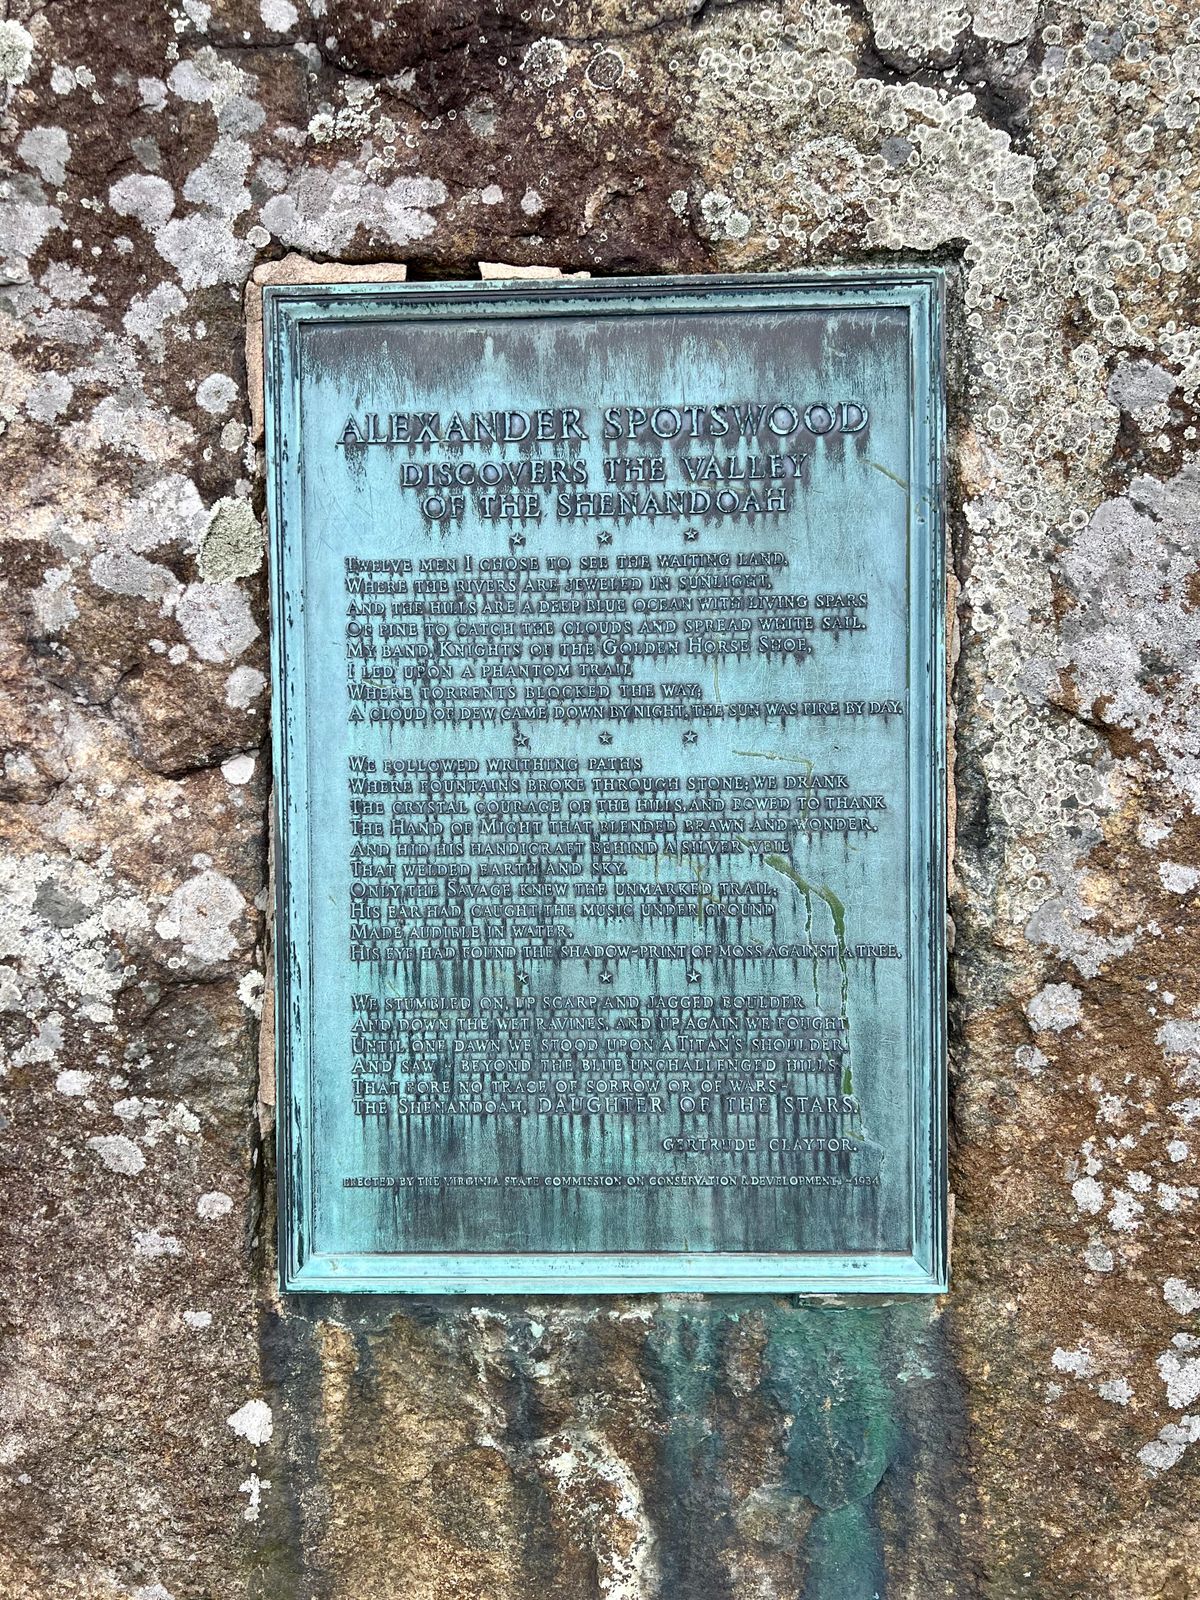 ALEXANDER SPOTSWOOD
DISCOVERS THE VALLEY
OF THE SHENANDOAH
TWELVE MEN I CHOSE TO SEE THE WAITING LAND,
WHERE THE RIVERS ARE JEWELED IN SUNLIGHT,
AND THE HILLS ARE A DEEP BLUE OCEAN WITH LIVING SPARS
OF PINE TO CATCH THE CLOUDS AND SPREAD WHITE SAIL.
MY BAND, KNIGHTS OF THE GOLDEN HORSE SHOE,
I LED UPON A PHANTOM TRAIL
WHERE TORRENTS BLOCKED THE WAY;
A CLOUD OF DEW CAME DOWN BY NIGHT, THE SUN WAS FIRE BY DAY.
WE FOLLOWED WRITHING PATHS
WHERE FOUNTAINS BROKE THROUGH STONE; WE DRANK
THE CRYSTAL COURAGE OF THE HILLS, AND BOWED TO THANK
THE HAND OF MIGHT THAT BLENDED BRAWN AND WONDER,
AND HID HIS HANDICRAFT BEHIND A SILVER VEIL
THAT WELDED EARTH AND SKY.
ONLY THE SAVAGE KNEW THE UNMARKED TRAIL;
HIS EAR HAD CAUGHT THE MUSIC UNDER GROUND
MADE AUDIBLE IN WATER,
HIS EYE HAD FOUND THE SHADOW-PRINT OF MOSS AGAINST A TREE.
WE STUMBLED ON, UP SCARP AND JAGGED BOULDER
AND DOWN THE WET RAVINES, AND UP AGAIN WE FOUGHT
UNTIL ONE DAWN WE STOOD UPON A TITAN'S SHOULDER
AND SAW - BEYOND THE BLUE UNCHALLENGED HILLS
THAT BORE NO TRACE OF SORROW OR OF WARS -
THE SHENANDOAH, DAUGHTER OF THE STARS.
GERTRUDE CLAYTOR.
ERECTED BY THE VIRGINIA STATE COMMISSION ON CONSERVATION & DEVELOPMENT, - 1934